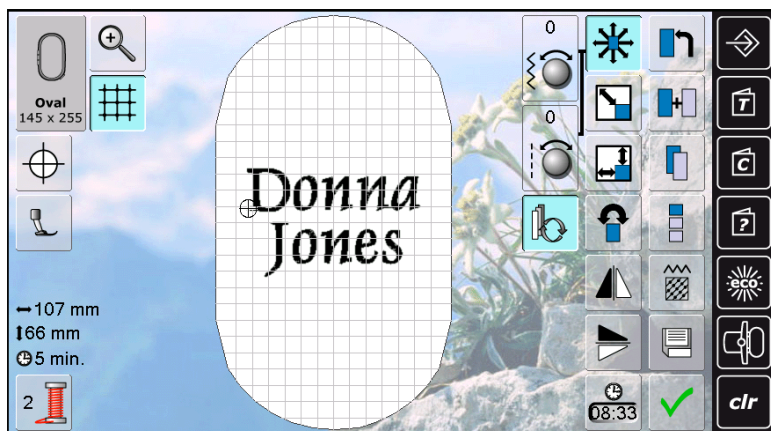 Oval
145 x 255
0
0
Donna
Jones
107 mm
66 mm
5 min.
2
08:33
T
C
?
eco
clr